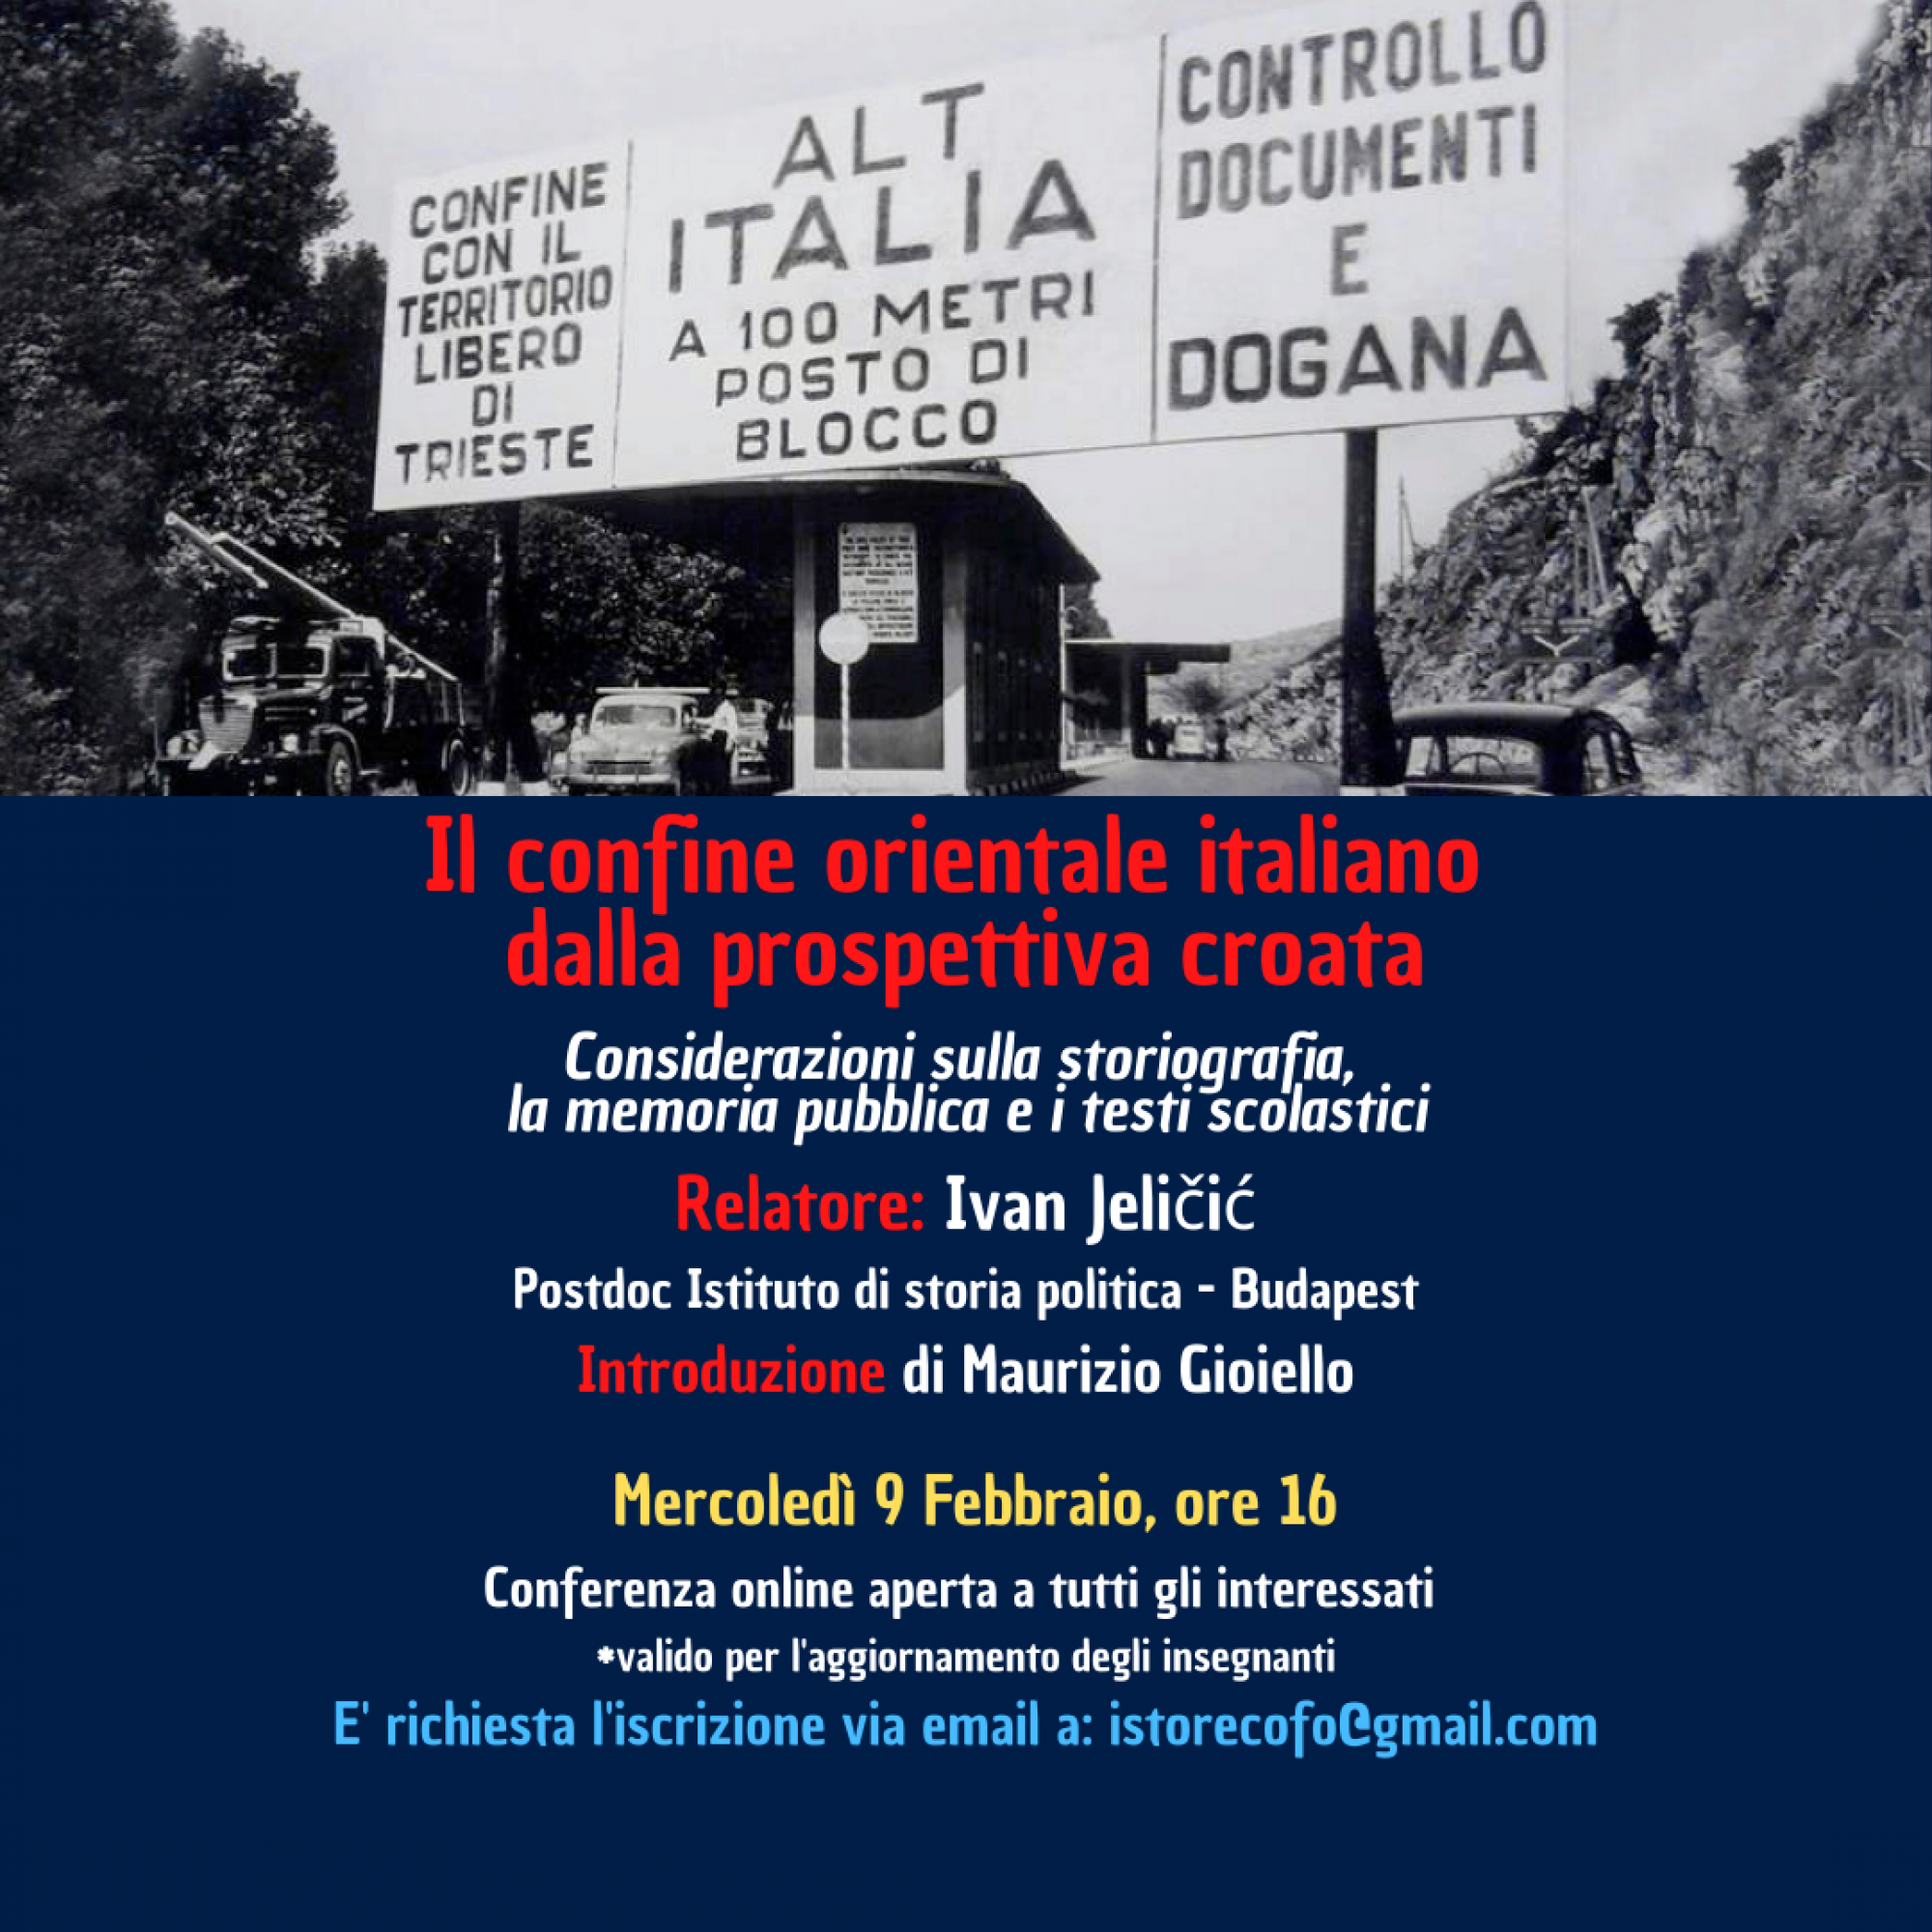 CONFINE
CON IL
TERRITORIO
LIBERO
DI
TRIESTE
ALT
ITALIA
A 100 METRI
POSTO DI
BLOCCO
CONTROLLO
DOCUMENTI
E
DOGANA
Il confine orientale italiano
dalla prospettiva croata
Considerazioni sulla storiografia,
la memoria pubblica e i testi scolastici
Relatore: Ivan Jeličić
Postdoc Istituto di storia politica - Budapest
Introduzione di Maurizio Gioiello
Mercoledì 9 Febbraio, ore 16
Conferenza online aperta a tutti gli interessati
*valido per l'aggiornamento degli insegnanti
E' richiesta l'iscrizione via email a: istorecofo@gmail.com